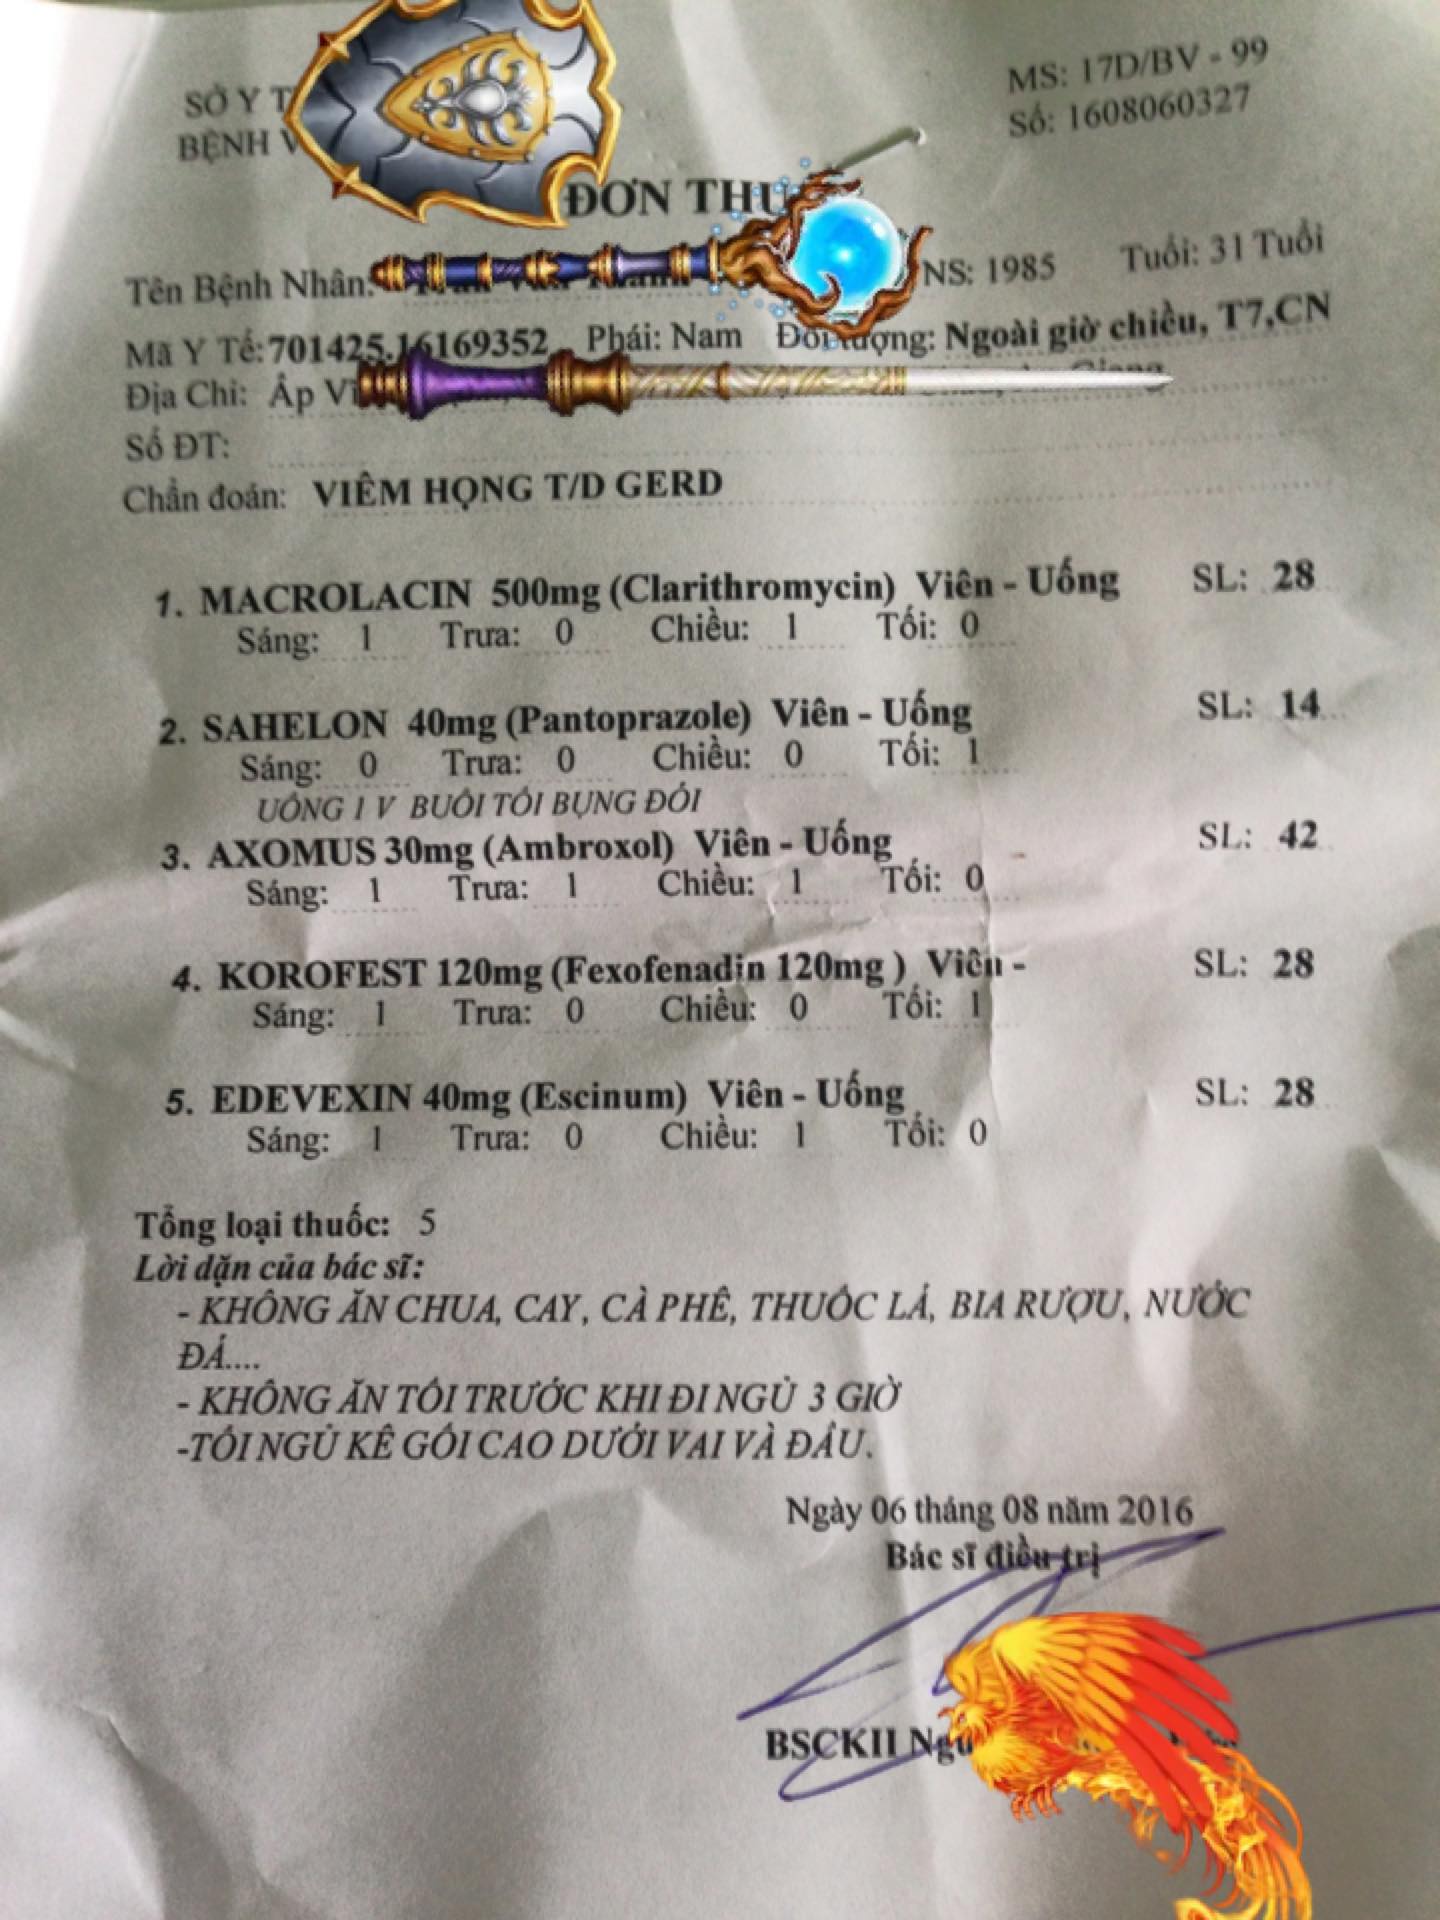 SỞ Y T
MS: 17D/BV - 99
BỆNH V
Số: 1608060327
ĐƠN THU
Tên Bệnh Nhân: NS: 1985 Tuổi: 31 Tuổi
Mã Y Tế: 701425.16169352 Phái: Nam Đối tượng: Ngoài giờ chiều, T7,CN
Địa Chỉ: Ấp Vi Giang
Số ĐT:
Chẩn đoán: VIÊM HỌNG T/D GERD
1. MACROLACIN 500mg (Clarithromycin) Viên - Uống SL: 28
Sáng: 1 Trưa: 0 Chiều: 1 Tối: 0
2. SAHELON 40mg (Pantoprazole) Viên - Uống SL: 14
Sáng: 0 Trưa: 0 Chiều: 0 Tối: 1
UỐNG 1 V BUỔI TỐI BỤNG ĐÓI
3. AXOMUS 30mg (Ambroxol) Viên - Uống SL: 42
Sáng: 1 Trưa: 1 Chiều: 1 Tối: 0
4. KOROFEST 120mg (Fexofenadin 120mg ) Viên - SL: 28
Sáng: 1 Trưa: 0 Chiều: 0 Tối: 1
5. EDEVEXIN 40mg (Escinum) Viên - Uống SL: 28
Sáng: 1 Trưa: 0 Chiều: 1 Tối: 0
Tổng loại thuốc: 5
Lời dặn của bác sĩ:
- KHÔNG ĂN CHUA, CAY, CÀ PHÊ, THUỐC LÁ, BIA RƯỢU, NƯỚC
ĐÁ....
- KHÔNG ĂN TỐI TRƯỚC KHI ĐI NGỦ 3 GIỜ
-TỐI NGỦ KÊ GỐI CAO DƯỚI VAI VÀ ĐẦU.
Ngày 06 tháng 08 năm 2016
Bác sĩ điều trị
BSCKII Ngu